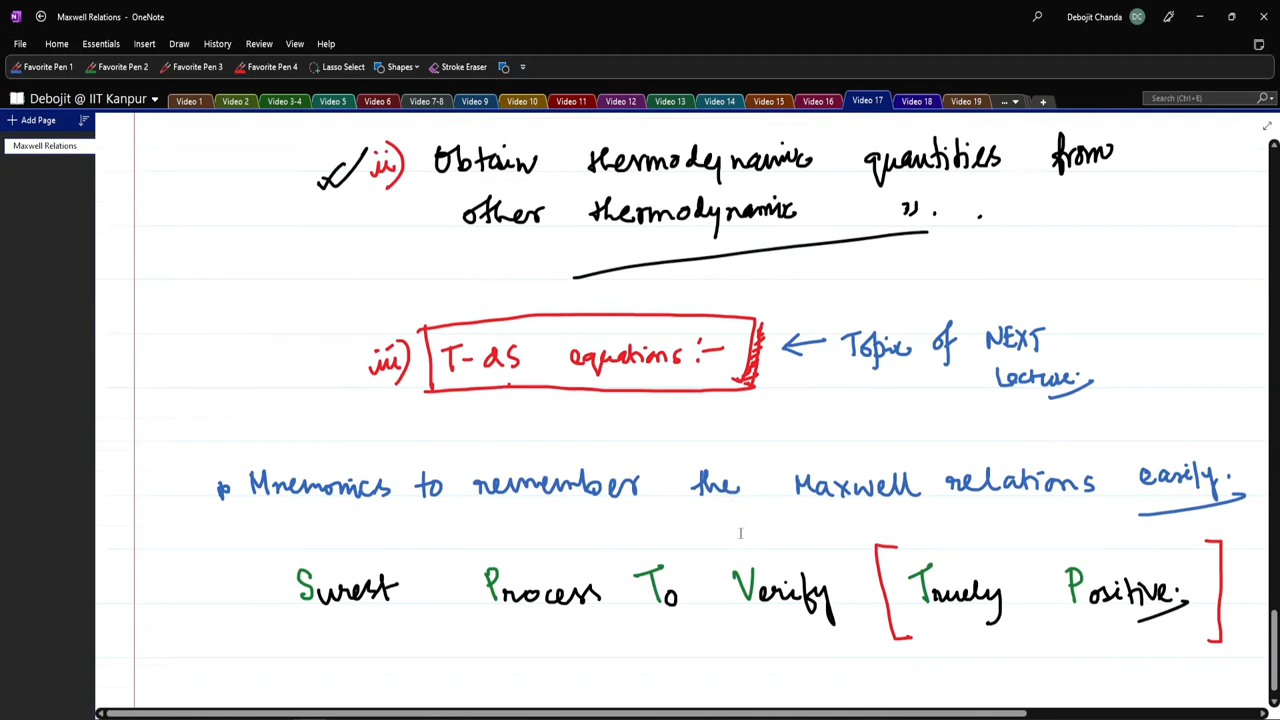 Maxwell Relations - OneNote
Debojit Chanda DC
File Home Essentials Insert Draw History Review View Help
Favorite Pen 1 Favorite Pen 2 Favorite Pen 3 Favorite Pen 4 Lasso Select Shapes Stroke Eraser
Debojit @ IIT Kanpur Video 1 Video 2 Video 3-4 Video 5 Video 6 Video 7-8 Video 9 Video 10 Video 11 Video 12 Video 13 Video 14 Video 15 Video 16 Video 17 Video 18 Video 19 ... Search (Ctrl+E)
Add Page
Maxwell Relations
ii) Obtain thermodynamic quantities from
other thermodynamic " . .
iii) T-dS equations :- ← Topic of NEXT
Lecture.
Mnemonics to remember the Maxwell relations easily.
Surest Process To Verify [Truely Positive.]